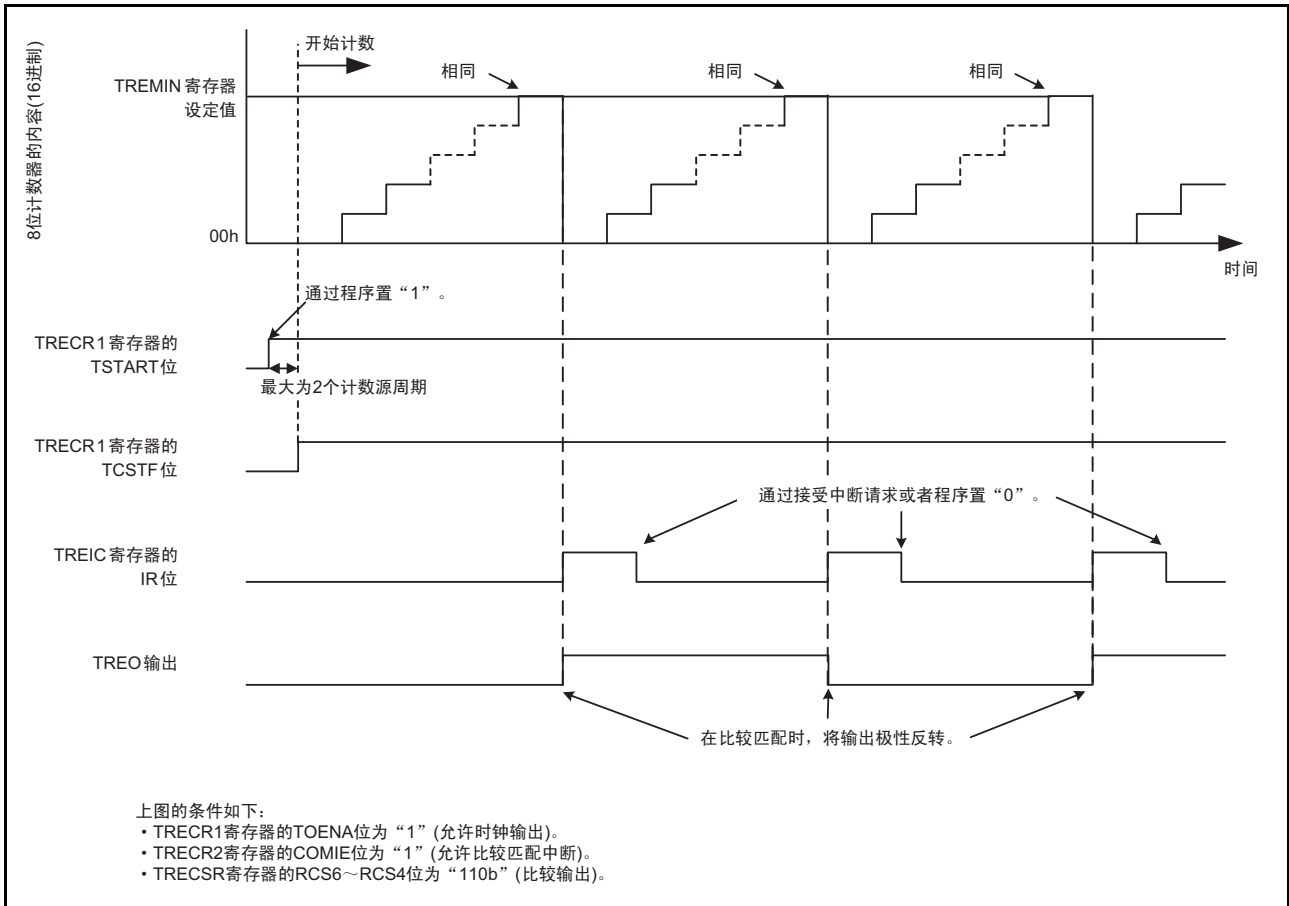 8位计数器的内容(16进制)
开始计数
TREMIN寄存器
设定值
相同
相同
相同
00h
时间
通过程序置“1”。
TRECR1寄存器的
TSTART位
最大为2个计数源周期
TRECR1寄存器的
TCSTF位
通过接受中断请求或者程序置“0”。
TREIC寄存器的
IR位
TREO输出
在比较匹配时，将输出极性反转。
上图的条件如下：
・TRECR1寄存器的TOENA位为“1”(允许时钟输出)。
・TRECR2寄存器的COMIE位为“1”(允许比较匹配中断)。
・TRECSR寄存器的RCS6～RCS4位为“110b”(比较输出)。